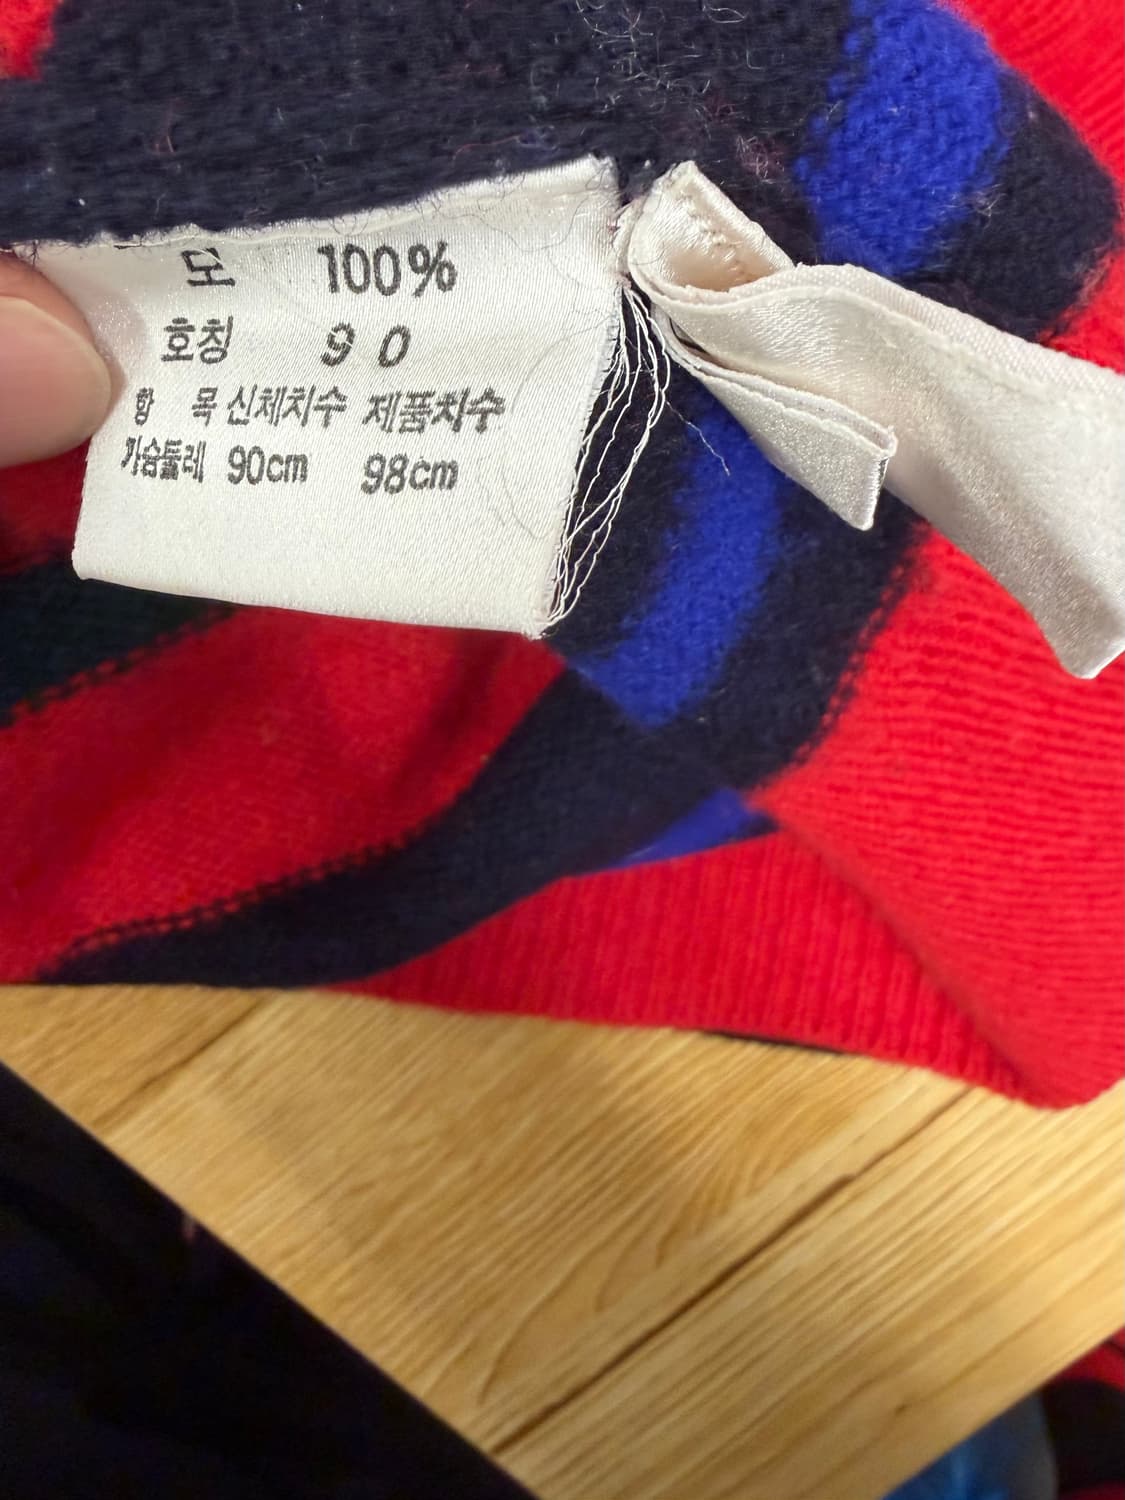 모 100%
호칭 90
항 목 신체치수 제품치수
가슴둘레 90cm 98cm